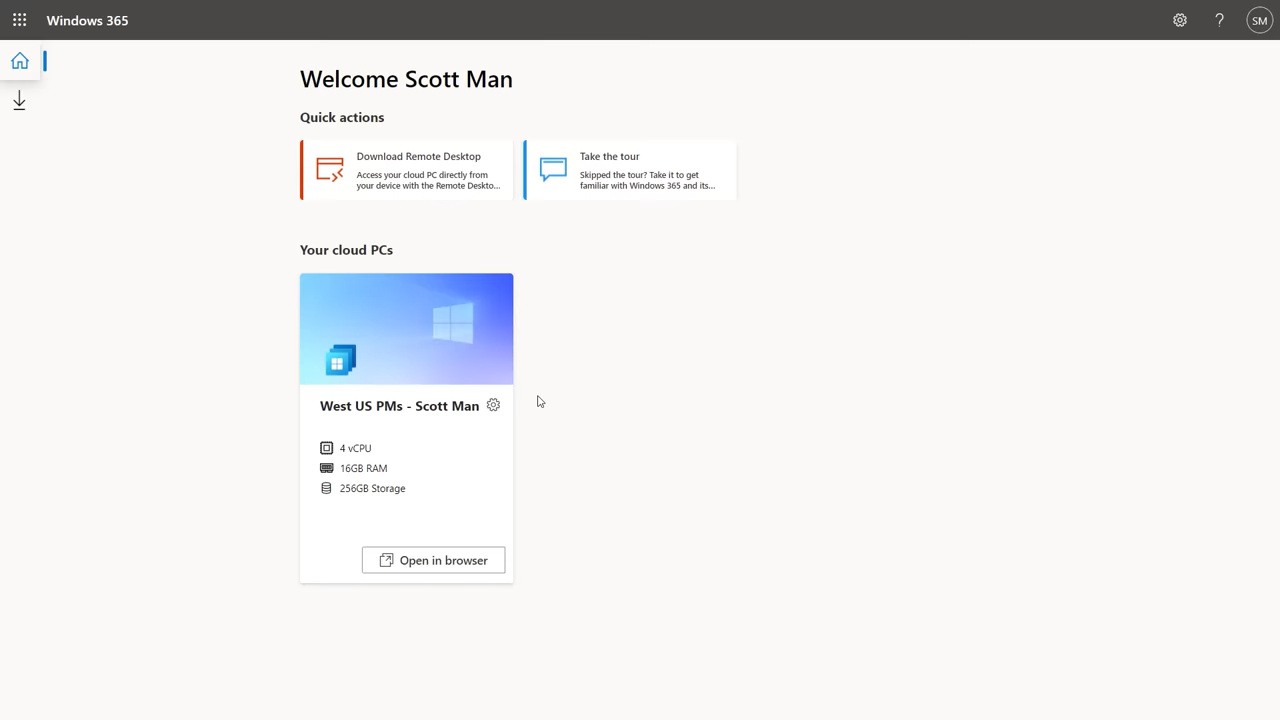 Windows 365
SM
Welcome Scott Man
Quick actions
Download Remote Desktop
Access your cloud PC directly from
your device with the Remote Deskto...
Take the tour
Skipped the tour? Take it to get
familiar with Windows 365 and its...
Your cloud PCs
West US PMs - Scott Man
4 vCPU
16GB RAM
256GB Storage
Open in browser